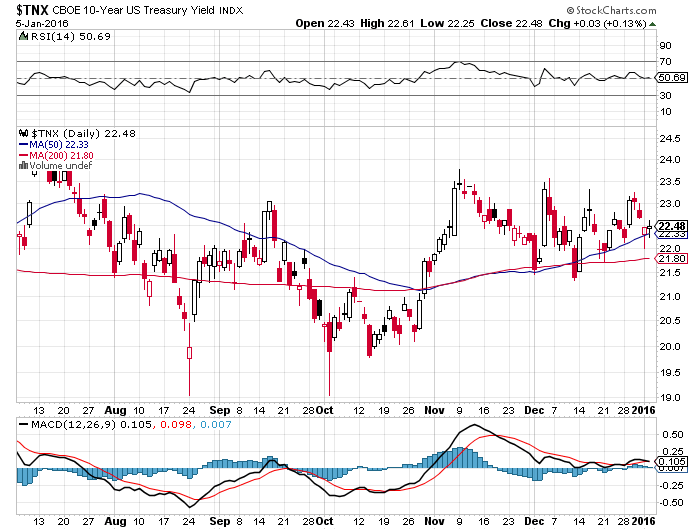 $TNX CBOE 10-Year US Treasury Yield INDX
© StockCharts.com
5-Jan-2016
Open 22.43 High 22.61 Low 22.25 Close 22.48 Chg +0.03 (+0.13%)
RSI(14) 50.69
90
70
50.69
30
10
$TNX (Daily) 22.48
MA(50) 22.33
MA(200) 21.80
Volume undef
24.5
24.0
23.5
23.0
22.48
22.33
22.0
21.80
21.5
21.0
20.5
20.0
19.5
19.0
13 20 27 Aug 10 17 24 Sep 8 14 21 28 Oct 12 19 26 Nov 9 16 23 Dec 7 14 21 28 2016
MACD(12,26,9) 0.105, 0.098, 0.007
0.50
0.25
0.105
0.007
-0.25
-0.50
13 20 27 Aug 10 17 24 Sep 8 14 21 28 Oct 12 19 26 Nov 9 16 23 Dec 7 14 21 28 2016